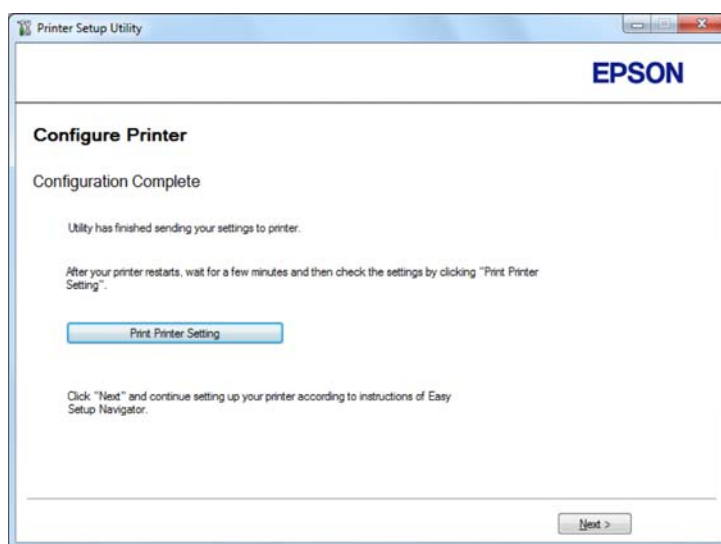 Printer Setup Utility
EPSON
Configure Printer
Configuration Complete
Utility has finished sending your settings to printer.
After your printer restarts, wait for a few minutes and then check the settings by clicking "Print Printer
Setting".
Print Printer Setting
Click "Next" and continue setting up your printer according to instructions of Easy
Setup Navigator.
Next >